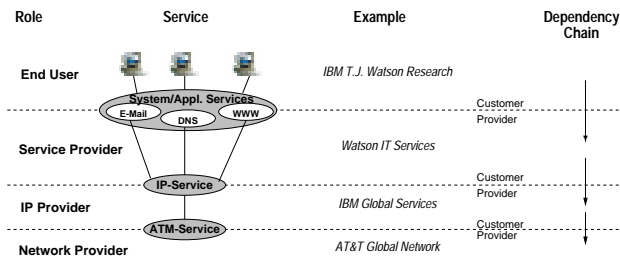 Role Service Example Dependency Chain
End User IBM T.J. Watson Research
System/Appl. Services
E-Mail DNS WWW
Customer
Provider
Service Provider Watson IT Services
IP-Service
Customer
Provider
IP Provider IBM Global Services
ATM-Service
Customer
Provider
Network Provider AT&T Global Network